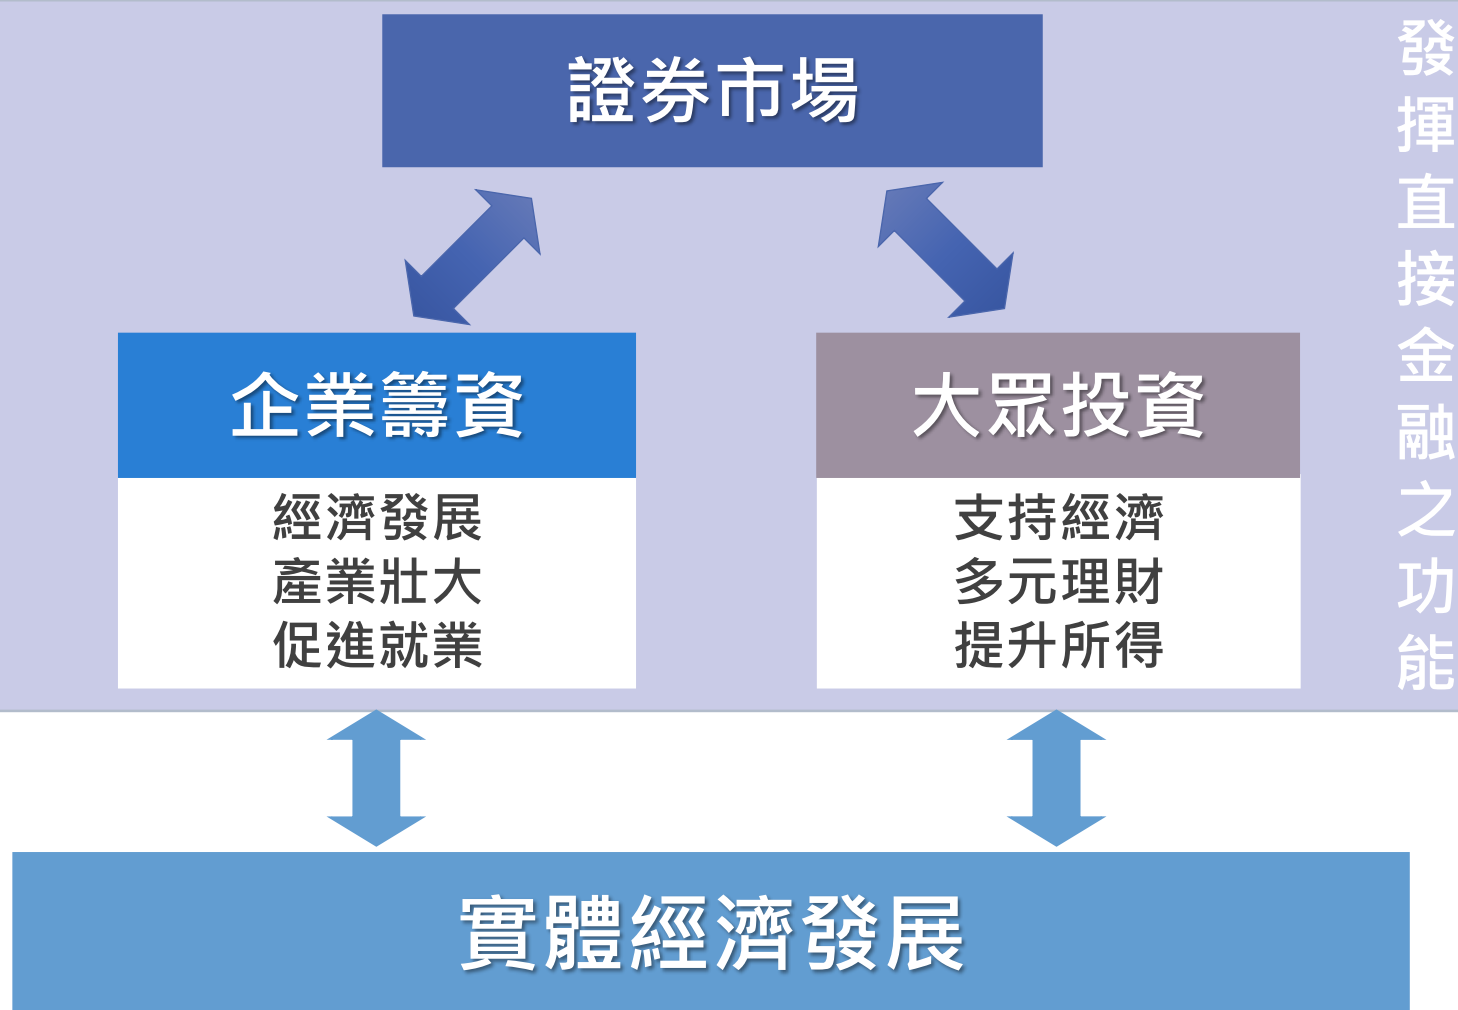 證券市場
發揮直接金融之功能
企業籌資
經濟發展
產業壯大
促進就業
大眾投資
支持經濟
多元理財
提升所得
實體經濟發展